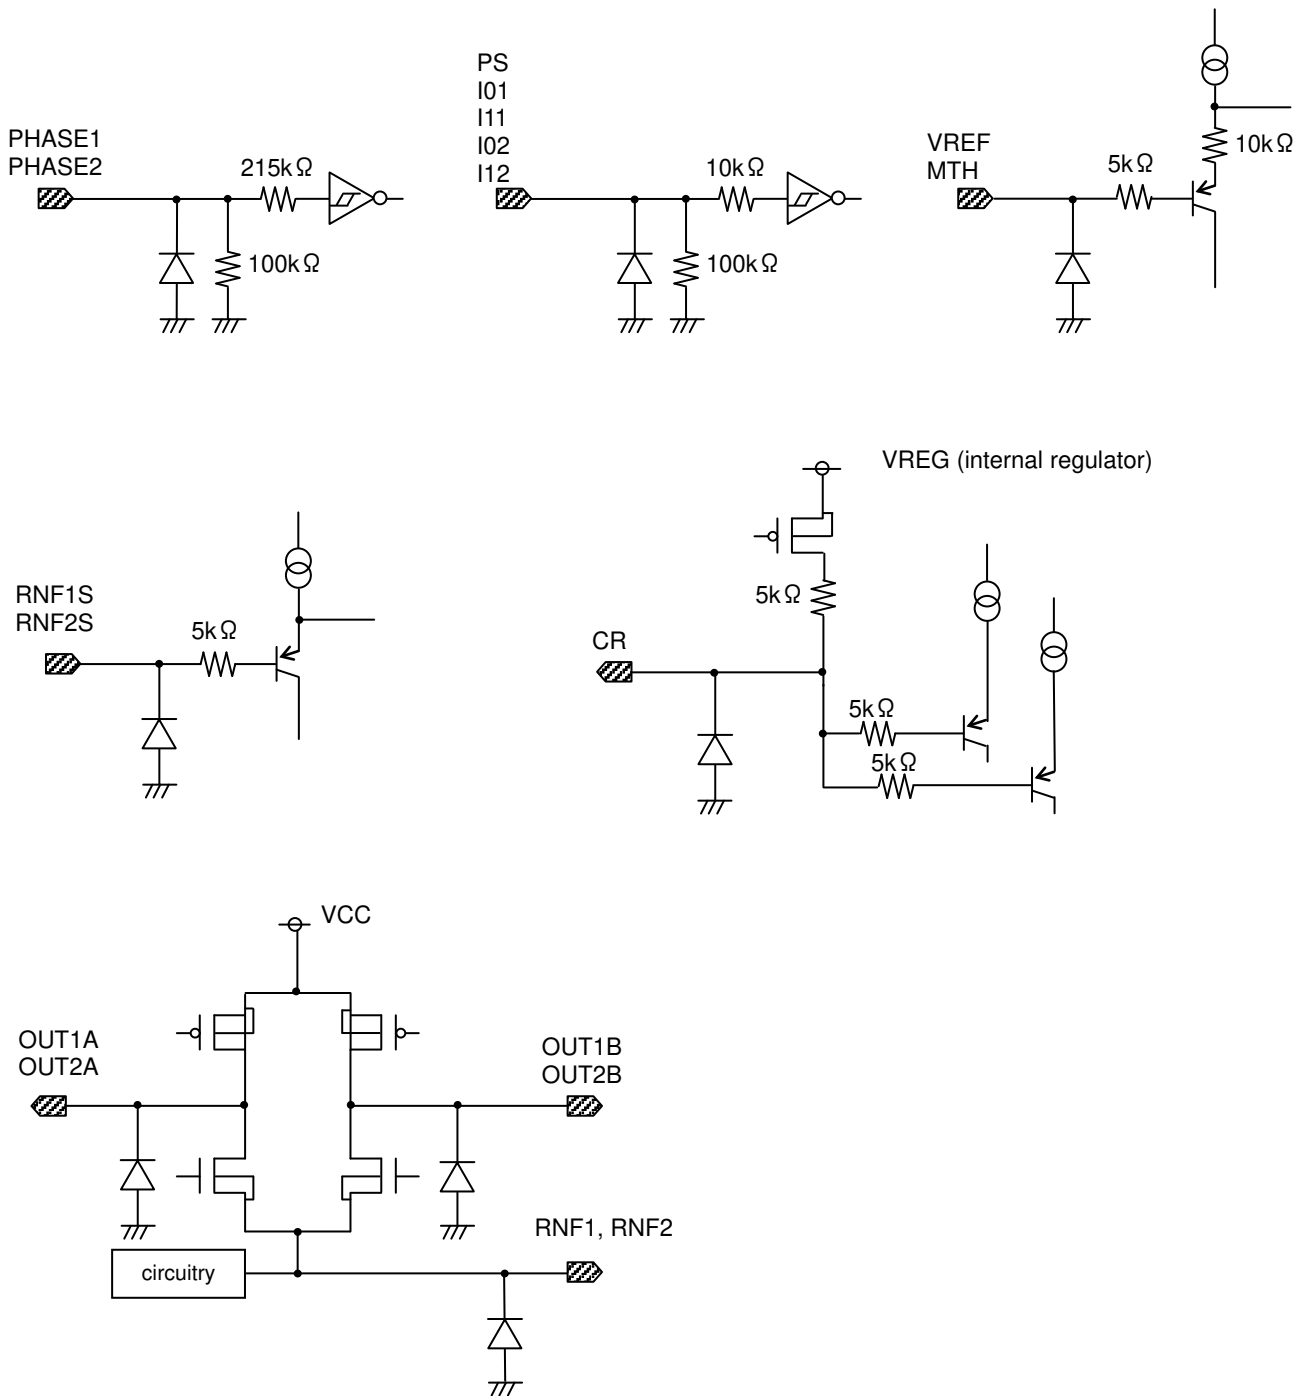 PHASE1
PHASE2
215kΩ
100kΩ
PS
I01
I11
I02
I12
10kΩ
100kΩ
VREF
MTH
5kΩ
10kΩ
RNF1S
RNF2S
5kΩ
VREG (internal regulator)
5kΩ
CR
5kΩ
5kΩ
VCC
OUT1A
OUT2A
OUT1B
OUT2B
RNF1, RNF2
circuitry